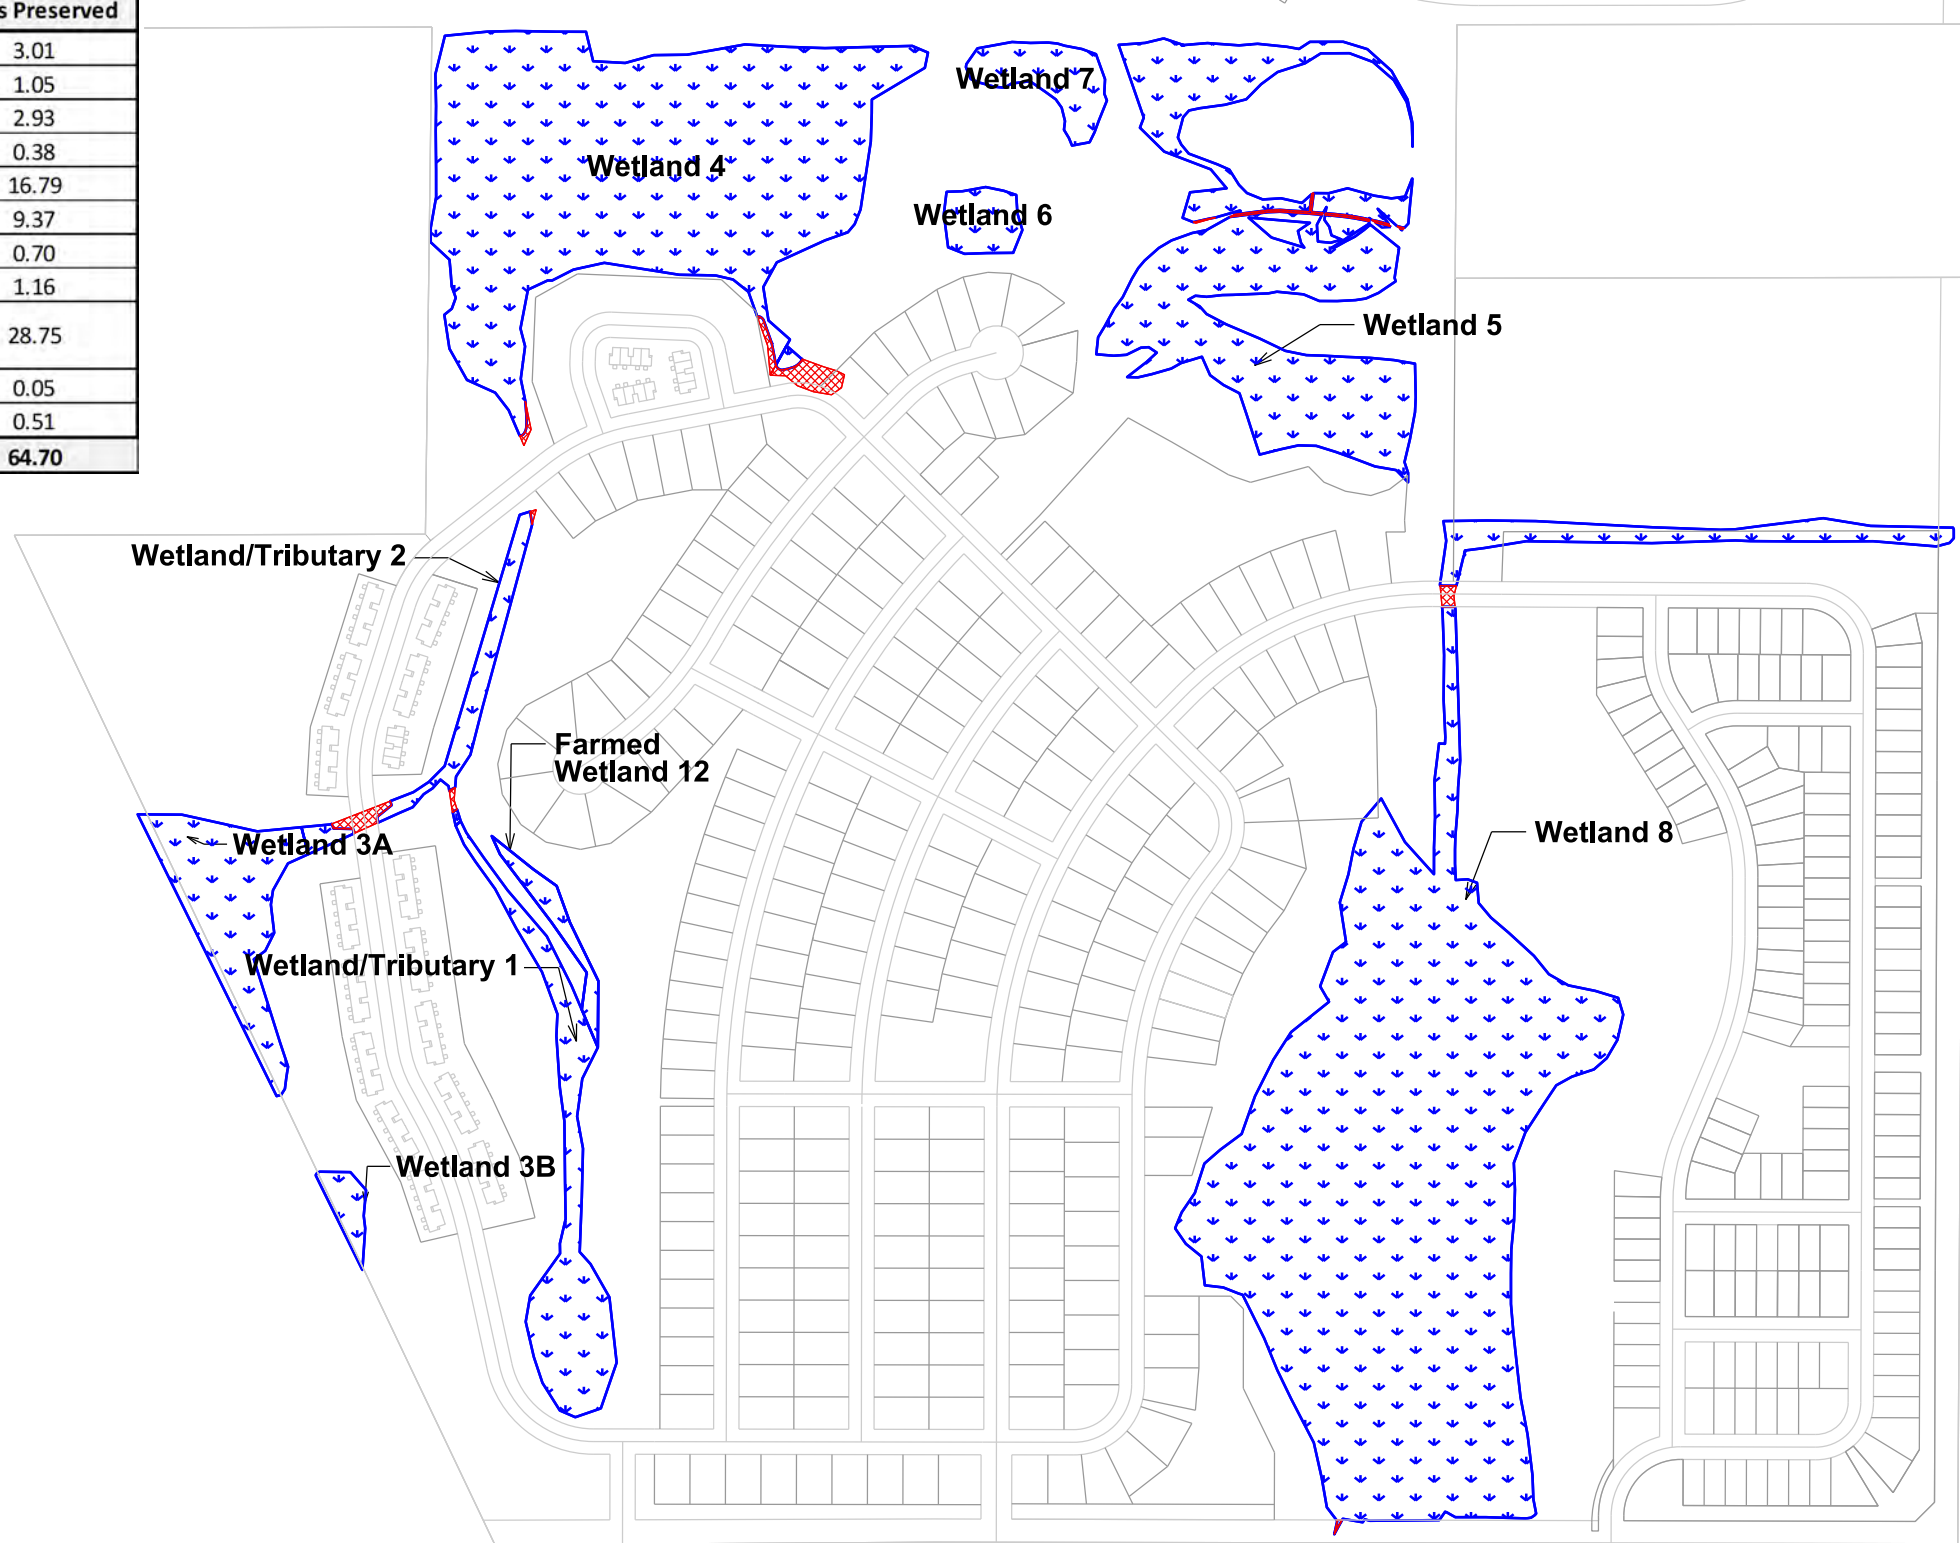 s Preserved
3.01
1.05
2.93
0.38
16.79
9.37
0.70
1.16
28.75
0.05
0.51
64.70
Wetland 7
Wetland 4
Wetland 6
Wetland 5
Wetland/Tributary 2
Farmed
Wetland 12
Wetland 3A
Wetland 8
Wetland/Tributary 1
Wetland 3B